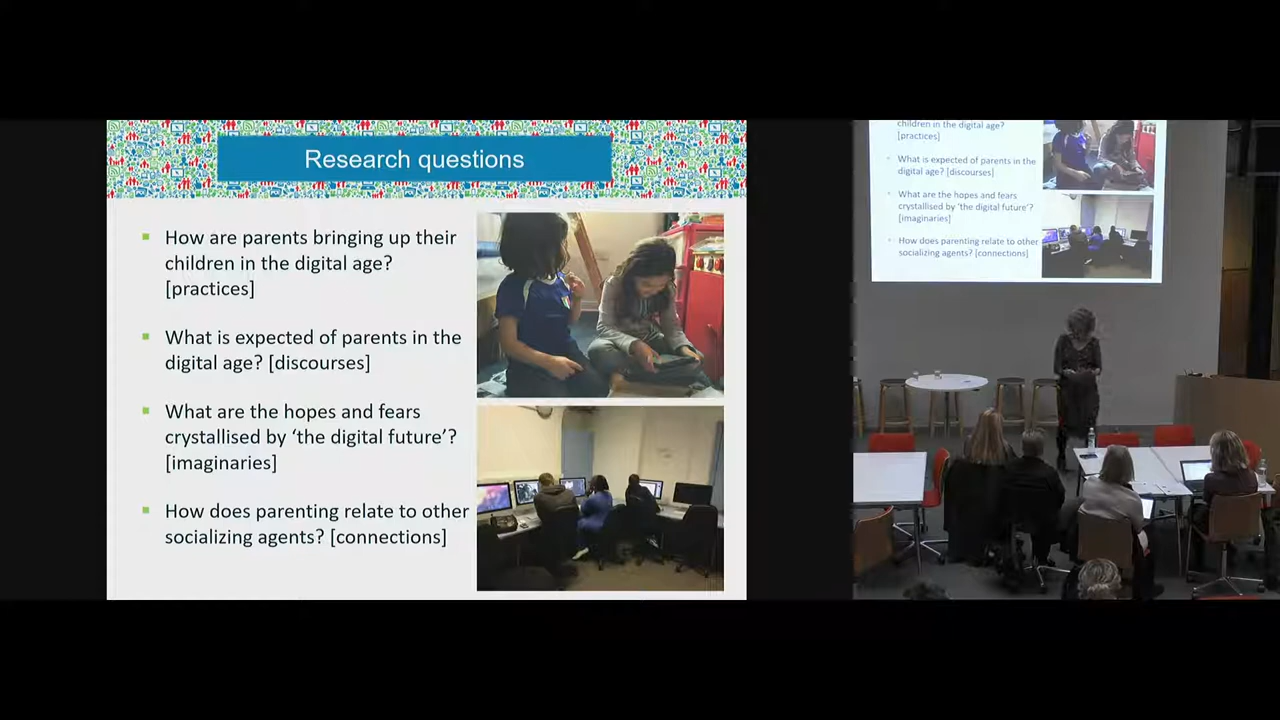 Research questions
How are parents bringing up their
children in the digital age?
[practices]
What is expected of parents in the
digital age? [discourses]
What are the hopes and fears
crystallised by ‘the digital future’?
[imaginaries]
How does parenting relate to other
socializing agents? [connections]
children in the digital age?
[practices]
What is expected of parents in the
digital age? [discourses]
What are the hopes and fears
crystallised by ‘the digital future’?
[imaginaries]
How does parenting relate to other
socializing agents? [connections]